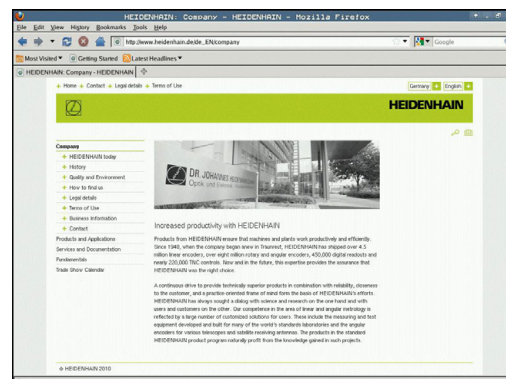 HEIDENHAIN: Company - HEIDENHAIN - Mozilla Firefox
File Edit View History Bookmarks Tools Help
http://www.heidenhain.de/de_EN/company
Google
Most Visited Getting Started Latest Headlines
HEIDENHAIN: Company - HEIDENHAIN
Home Contact Legal details Terms of Use
Germany English
HEIDENHAIN
Company
HEIDENHAIN today
History
Quality and Environment
How to find us
Legal details
Terms of Use
Business Information
Contact
Products and Applications
Services and Documentation
Fundamentals
Trade Show Calendar
DR. JOHANNES HEIDENHAIN
Optik und Elektronik
Increased productivity with HEIDENHAIN
Products from HEIDENHAIN ensure that machines and plants work productively and efficiently.
Since 1948, when the company began anew in Traunreut, HEIDENHAIN has shipped over 4.5
million linear encoders, over eight million rotary and angular encoders, 450,000 digital readouts and
nearly 220,000 TNC controls. Now and in the future, this expertise provides the assurance that
HEIDENHAIN was the right choice.
A continuous drive to provide technically superior products in combination with reliability, closeness
to the customer, and a practice-oriented frame of mind form the basis of HEIDENHAIN's efforts.
HEIDENHAIN has always sought a dialog with science and research on the one hand and with
users and customers on the other. Our competence in the area of linear and angular metrology is
reflected by a large number of customized solutions for users. These include the measuring and test
equipment developed and built for many of the world's standards laboratories and the angular
encoders for various telescopes and satellite receiving antennas. The products in the standard
HEIDENHAIN product program naturally profit from the knowledge gained in such projects.
© HEIDENHAIN 2010